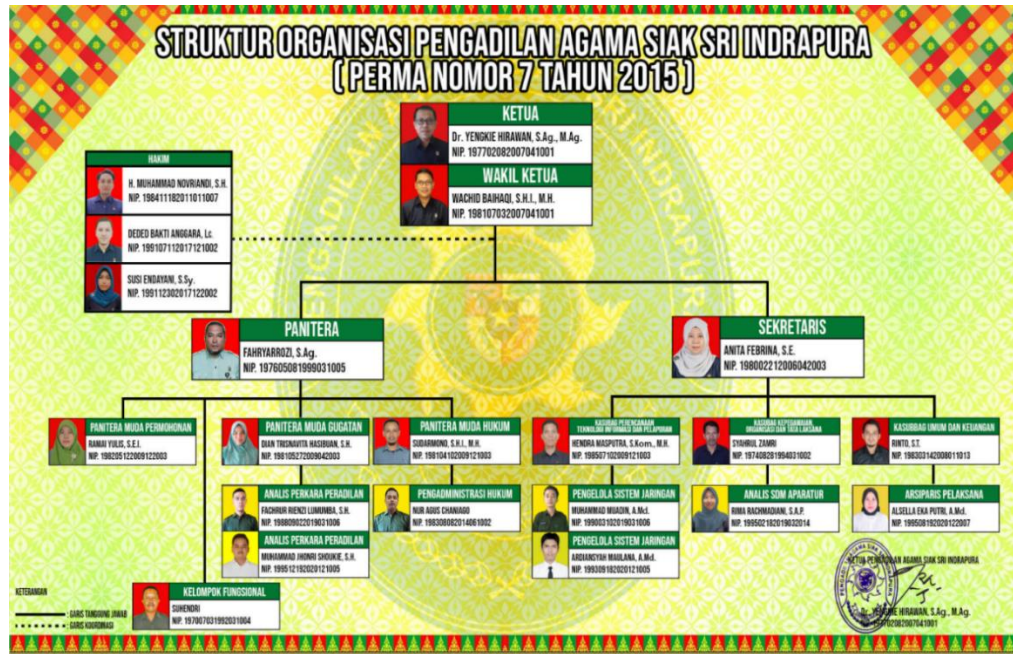 STRUKTUR ORGANISASI PENGADILAN AGAMA SIAK SRI INDRAPURA
( PERMA NOMOR 7 TAHUN 2015 )
KETUA
Dr. YENGKIE HIRAWAN, S.Ag., M.Ag.
NIP. 197702082007041001
WAKIL KETUA
WACHID BAIHAQI, S.H.I., M.H.
NIP. 198107032007041001
HAKIM
H. MUHAMMAD NOVRIANDI, S.H.
NIP. 198411182011011007
DEDED BAKTI ANGGARA, Lc.
NIP. 199107112017121002
SUSI ENDAYANI, S.Sy.
NIP. 199112302017122002
PANITERA
FAHRYARROZI, S.Ag.
NIP. 197605081999031005
SEKRETARIS
ANITA FEBRINA, S.E.
NIP. 198002212006042003
PANITERA MUDA PERMOHONAN
RAMAI YULIS, S.E.I.
NIP. 198205122009122003
PANITERA MUDA GUGATAN
DIAN TRISNAVITA HASIBUAN, S.H.
NIP. 198105272009042003
PANITERA MUDA HUKUM
SUDARMONO, S.H.I., M.H.
NIP. 198104102009121003
KASUBAG PERENCANAAN
TEKNOLOGI INFORMASI DAN PELAPORAN
HENDRA MASPUTRA, S.Kom., M.H.
NIP. 198507102009121003
KASUBAG KEPEGAWAIAN,
ORGANISASI DAN TATA LAKSANA
SYAHRUL ZAMRI
NIP. 197408281994031002
KASUBBAG UMUM DAN KEUANGAN
RINTO, S.T.
NIP. 198303142008011013
ANALIS PERKARA PERADILAN
FACHRUR RIENZI LUMUMBA, S.H.
NIP. 198809022019031006
PENGADMINISTRASI HUKUM
NUR AGUS CHANIAGO
NIP. 198308082014061002
PENGELOLA SISTEM JARINGAN
MUHAMMAD MUADIN, A.Md.
NIP. 199003102019031006
ANALIS SDM APARATUR
RIMA RACHMADIANI, S.A.P.
NIP. 199502182019032014
ARSIPARIS PELAKSANA
ALSELLA EKA PUTRI, A.Md.
NIP. 199508192020122007
ANALIS PERKARA PERADILAN
MUHAMMAD JHONRI SHOUKIE, S.H.
NIP. 199512192020121005
PENGELOLA SISTEM JARINGAN
ARDIANSYAH MAULANA, A.Md.
NIP. 199309182020121005
KELOMPOK FUNGSIONAL
SUHENDRI
NIP. 197007031992031004
KETERANGAN
: GARIS TANGGUNG JAWAB
: GARIS KOORDINASI
KETUA PENGADILAN AGAMA SIAK SRI INDRAPURA
Dr. YENGKIE HIRAWAN, S.Ag., M.Ag.
197702082007041001